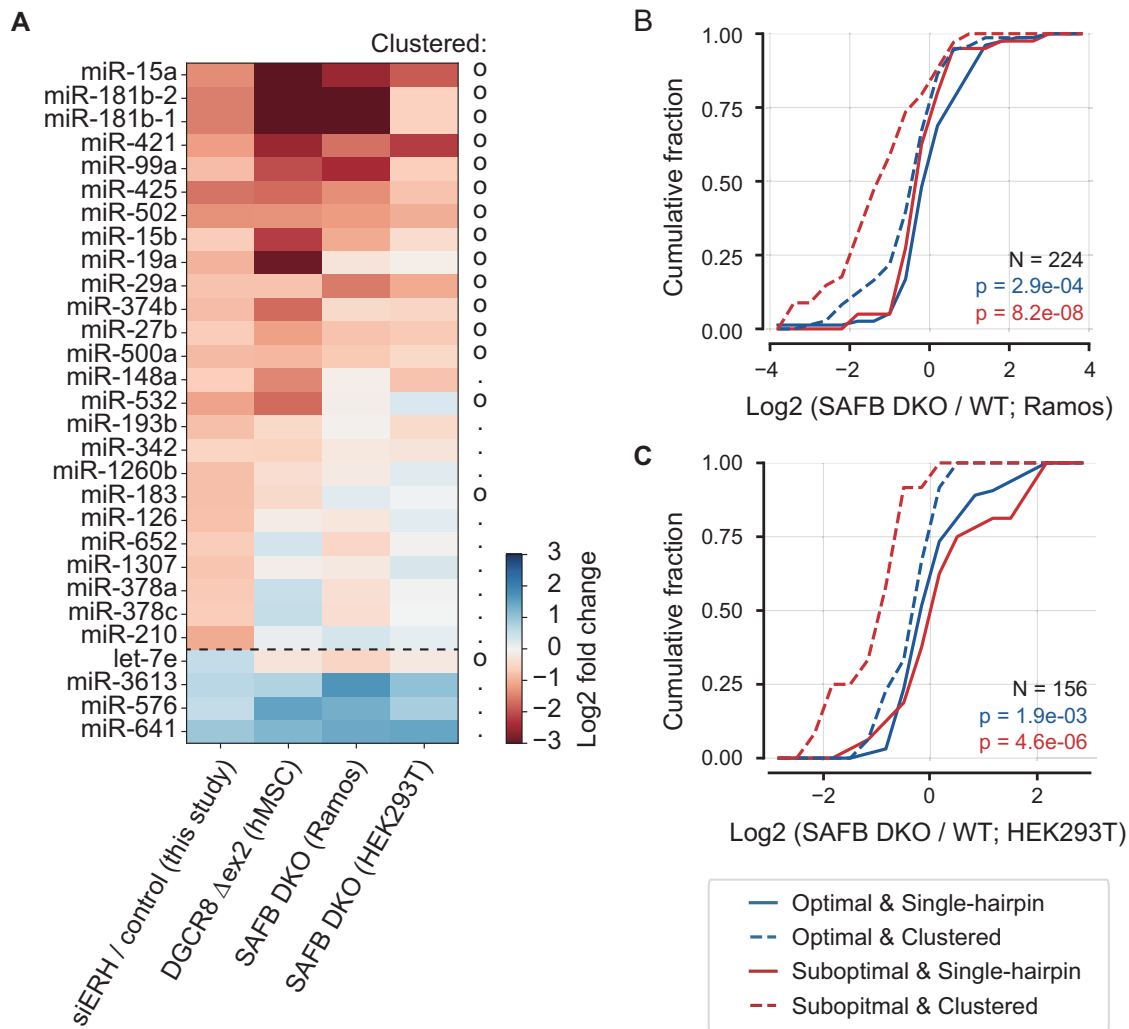 A
Clustered:
miR-15a o
miR-181b-2 o
miR-181b-1 o
miR-421 o
miR-99a o
miR-425 o
miR-502 o
miR-15b o
miR-19a o
miR-29a o
miR-374b o
miR-27b o
miR-500a o
miR-148a .
miR-532 o
miR-193b .
miR-342 .
miR-1260b .
miR-183 o
miR-126 .
miR-652 .
miR-1307 .
miR-378a .
miR-378c .
miR-210 .
let-7e o
miR-3613 .
miR-576 .
miR-641 .
siERH / control (this study)
DGCR8 Δex2 (hMSC)
SAFB DKO (Ramos)
SAFB DKO (HEK293T)
3
2
1
0
−1
−2
−3
Log2 fold change
B
1.00
0.75
0.50
0.25
0.00
Cumulative fraction
N = 224
p = 2.9e-04
p = 8.2e-08
−4 −2 0 2 4
Log2 (SAFB DKO / WT; Ramos)
C
1.00
0.75
0.50
0.25
0.00
Cumulative fraction
N = 156
p = 1.9e-03
p = 4.6e-06
−2 0 2
Log2 (SAFB DKO / WT; HEK293T)
Optimal & Single-hairpin
Optimal & Clustered
Suboptimal & Single-hairpin
Subopitmal & Clustered